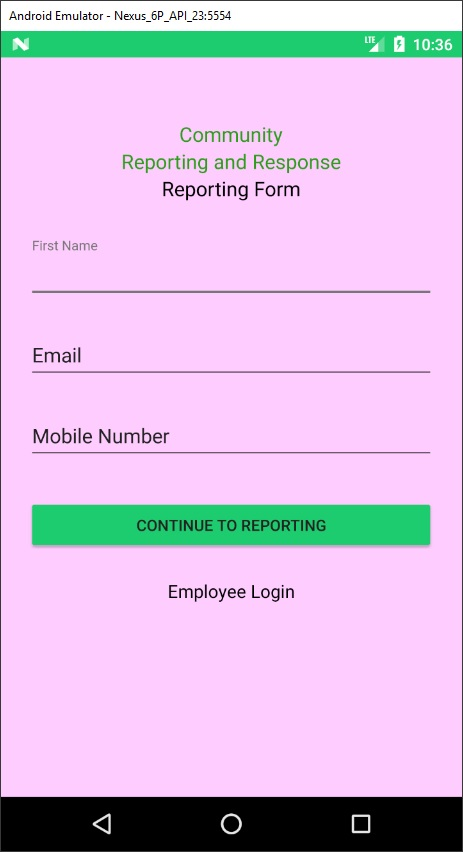 Android Emulator - Nexus_6P_API_23:5554
LTE 10:36
Community
Reporting and Response
Reporting Form
First Name
Email
Mobile Number
CONTINUE TO REPORTING
Employee Login